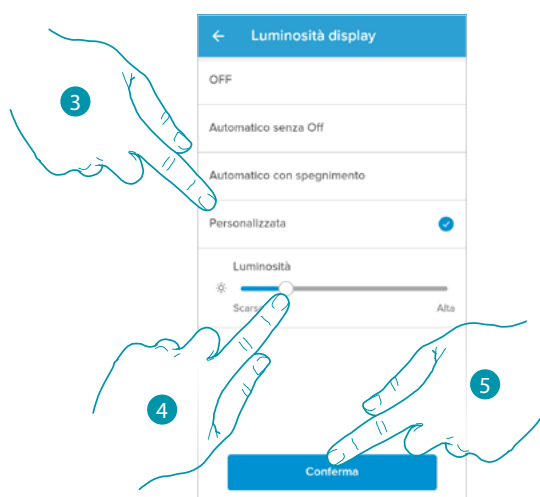 Luminosità display
OFF
3
Automatico senza Off
Automatico con spegnimento
Personalizzata
Luminosità
Alta
4
5
Conferma